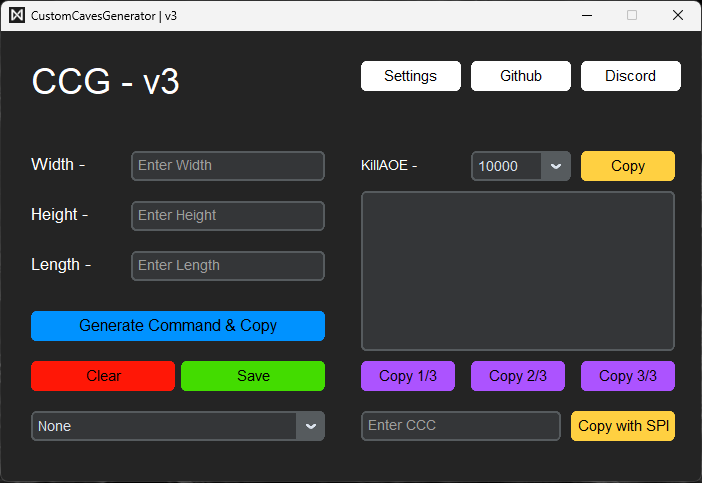 CustomCavesGenerator | v3
CCG - v3
Settings
Github
Discord
Width -
Enter Width
KillAOE -
10000
Copy
Height -
Enter Height
Length -
Enter Length
Generate Command & Copy
Clear
Save
Copy 1/3
Copy 2/3
Copy 3/3
None
Enter CCC
Copy with SPI